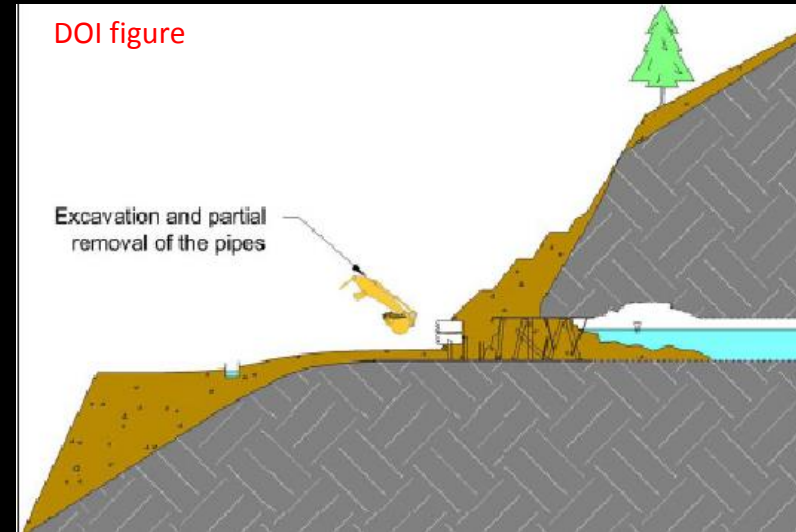 DOI figure
Excavation and partial
removal of the pipes